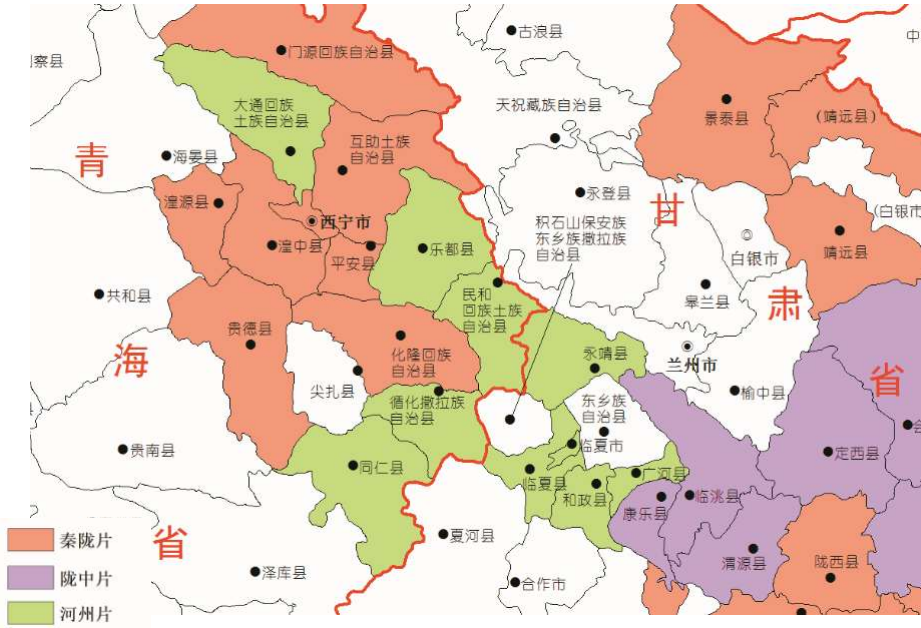 古浪县
中
门源回族自治县
刚察县
天祝藏族自治县
大通回族
土族自治县
景泰县
(靖远县)
互助土族
自治县
青
海晏县
永登县
甘
湟源县
西宁市
积石山保安族
东乡族撒拉族
自治县
(白银市
湟中县
平安县
乐都县
白银市
靖远县
共和县
民和
回族土族
自治县
皋兰县
肃
贵德县
化隆回族
自治县
永靖县
兰州市
海
尖扎县
省
循化撒拉族
自治县
东乡族
自治县
榆中县
贵南县
同仁县
临夏市
定西县
会
临夏县
广河县
和政县
康乐县
临洮县
秦陇片
省
夏河县
渭源县
陇西县
陇中片
泽库县
合作市
河州片